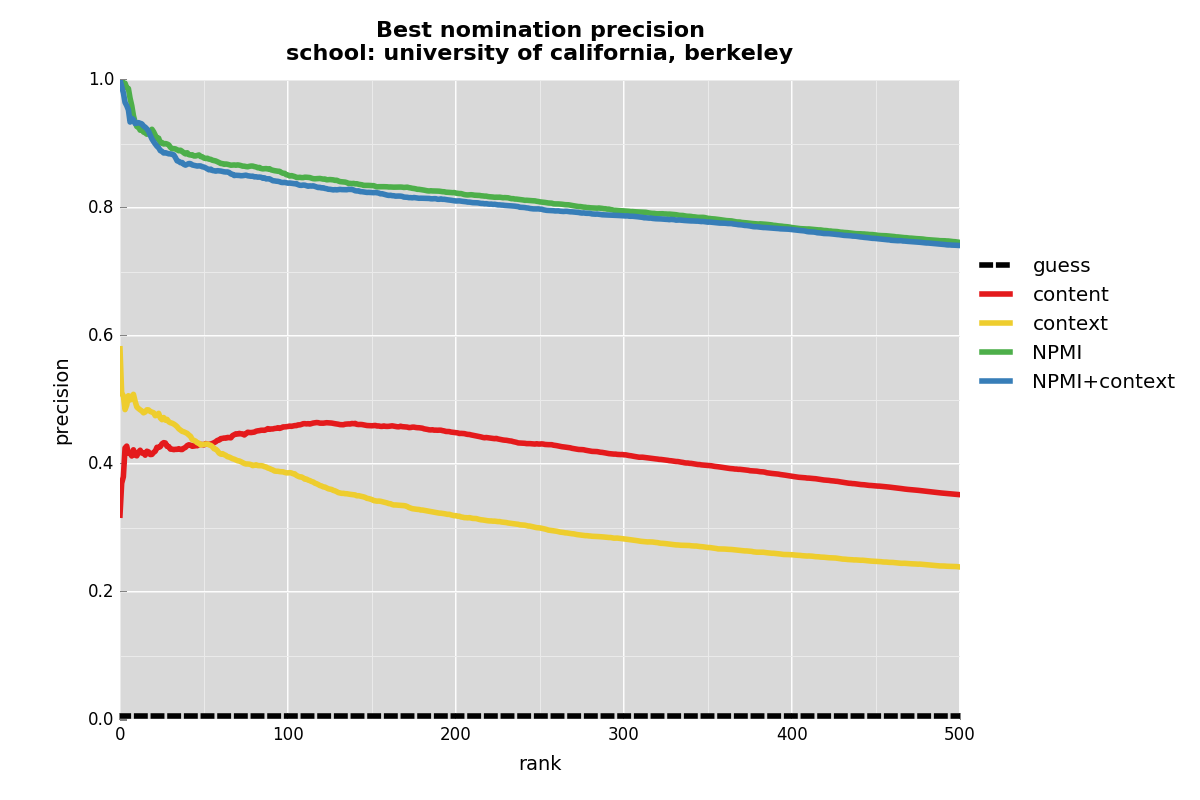 Best nomination precision
school: university of california, berkeley
precision
1.0
0.8
0.6
0.4
0.2
0.0
0
100
200
300
400
500
rank
guess
content
context
NPMI
NPMI+context